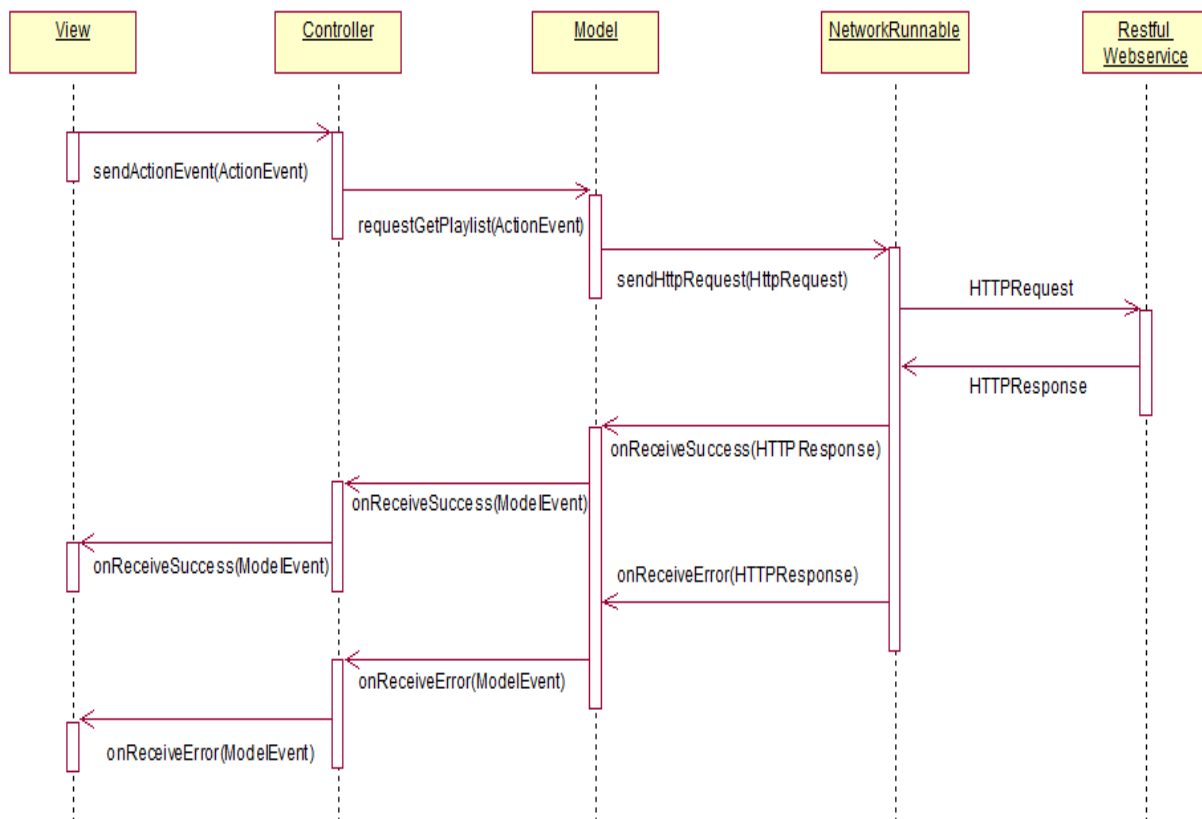 View
Controller
Model
NetworkRunnable
Restful
Webservice
sendActionEvent(ActionEvent)
requestGetPlaylist(ActionEvent)
sendHttpRequest(HttpRequest)
HTTPRequest
HTTPResponse
onReceiveSuccess(HTTPResponse)
onReceiveSuccess(ModelEvent)
onReceiveSuccess(ModelEvent)
onReceiveError(HTTPResponse)
onReceiveError(ModelEvent)
onReceiveError(ModelEvent)